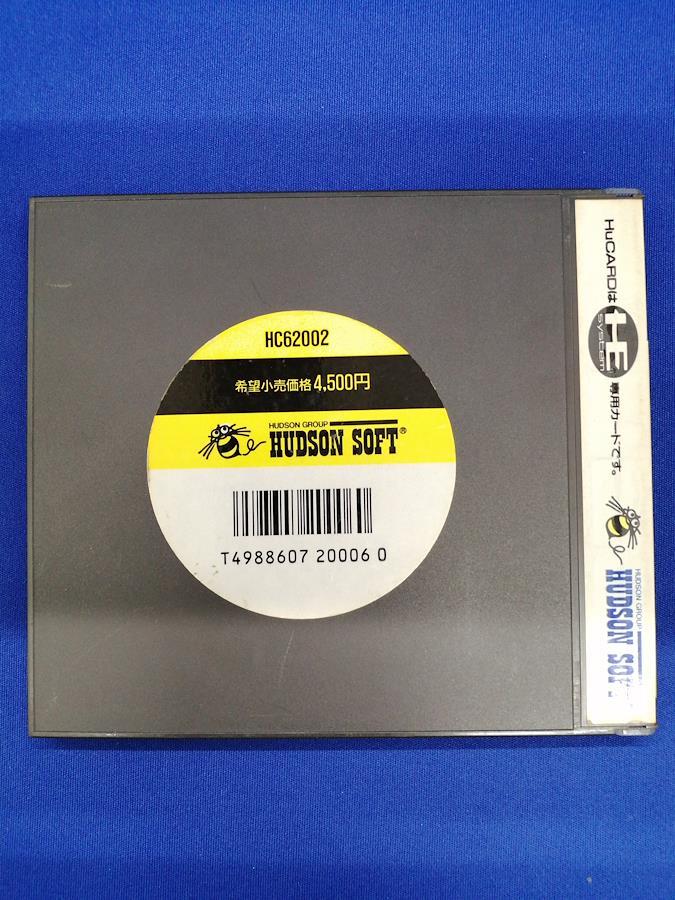 HC62002
希望小売価格4,500円
HUDSON GROUP
HUDSON SOFT®
T4988607 20006 0
HuCARDは
HE
system
専用カードです。
HUDSON GROUP
HUDSON SOFT